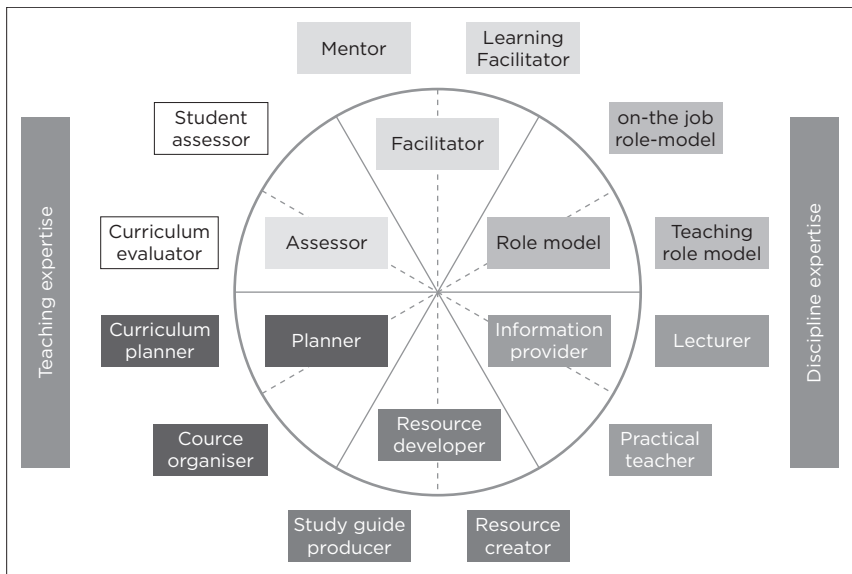 Mentor
Learning
Facilitator
Student
assessor
Facilitator
on-the job
role-model
Teaching expertise
Curriculum
evaluator
Assessor
Role model
Teaching
role model
Discipline expertise
Curriculum
planner
Planner
Information
provider
Lecturer
Cource
organiser
Resource
developer
Practical
teacher
Study guide
producer
Resource
creator